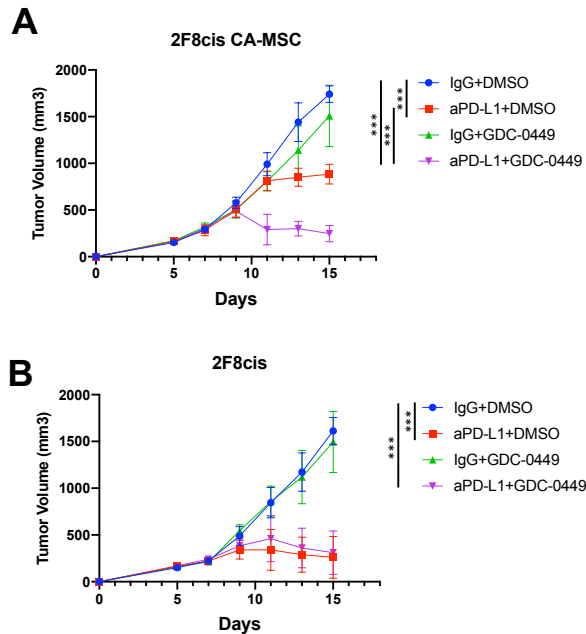 A
2F8cis CA-MSC
Tumor Volume (mm3)
2000
1500
1000
500
0
0
5
10
15
Days
***
***
***
IgG+DMSO
aPD-L1+DMSO
IgG+GDC-0449
aPD-L1+GDC-0449
B
2F8cis
Tumor Volume (mm3)
2000
1500
1000
500
0
0
5
10
15
Days
***
***
IgG+DMSO
aPD-L1+DMSO
IgG+GDC-0449
aPD-L1+GDC-0449